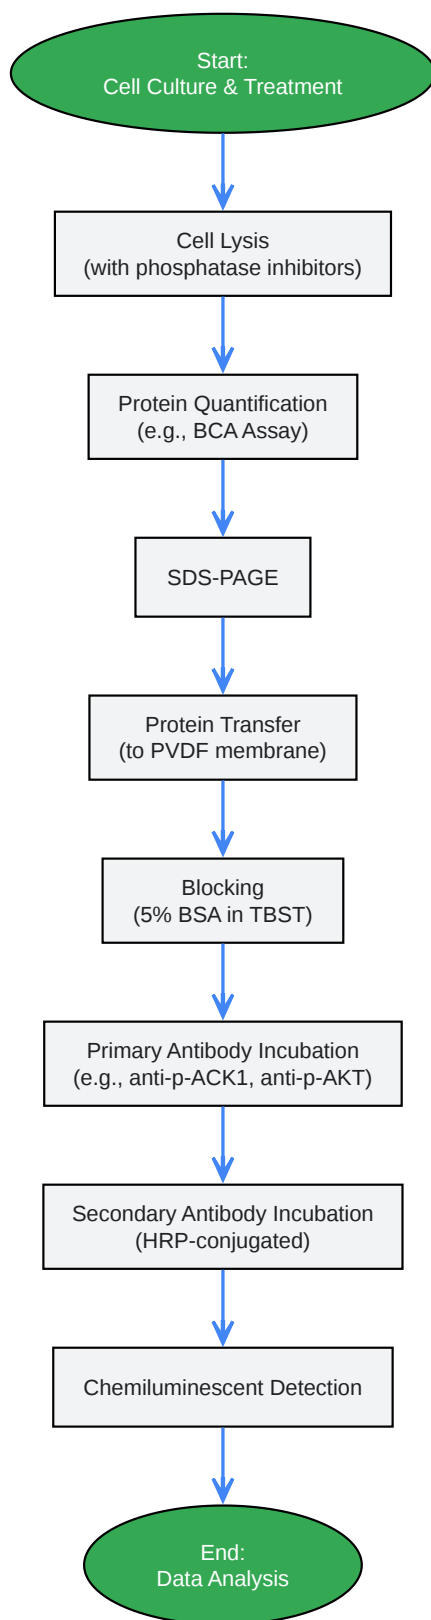 Start:
Cell Culture & Treatment
Cell Lysis
(with phosphatase inhibitors)
Protein Quantification
(e.g., BCA Assay)
SDS-PAGE
Protein Transfer
(to PVDF membrane)
Blocking
(5% BSA in TBST)
Primary Antibody Incubation
(e.g., anti-p-ACK1, anti-p-AKT)
Secondary Antibody Incubation
(HRP-conjugated)
Chemiluminescent Detection
End:
Data Analysis